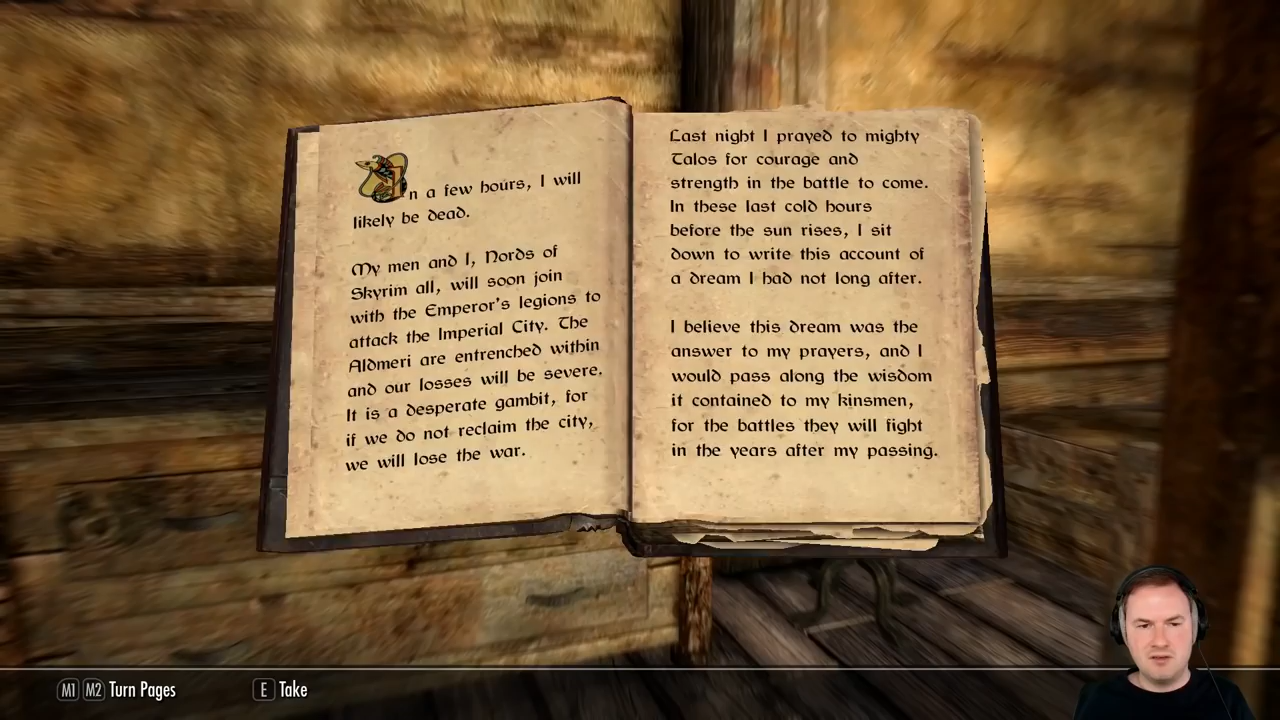 In a few hours, I will
likely be dead.
My men and I, Nords of
Skyrim all, will soon join
with the Emperor's legions to
attack the Imperial City. The
Aldmeri are entrenched within
and our losses will be severe.
It is a desperate gambit, for
if we do not reclaim the city,
we will lose the war.
Last night I prayed to mighty
Talos for courage and
strength in the battle to come.
In these last cold hours
before the sun rises, I sit
down to write this account of
a dream I had not long after.
I believe this dream was the
answer to my prayers, and I
would pass along the wisdom
it contained to my kinsmen,
for the battles they will fight
in the years after my passing.
M1 M2 Turn Pages
E Take